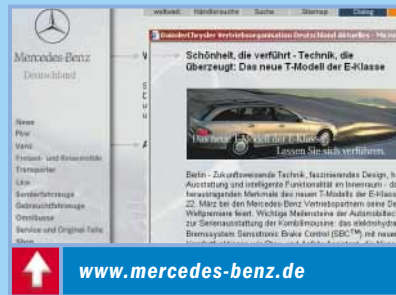 weltweit Händlersuche Suche Sitemap Dialog
DaimlerChrysler Vertriebsorganisation Deutschland Aktuelles - Mo
Mercedes-Benz
Deutschland
Schönheit, die verführt - Technik, die
überzeugt: Das neue T-Modell der E-Klasse
News
Pkw
Vans
Freizeit- und Reisemobile
Transporter
Lkw
Sonderfahrzeuge
Gebrauchtfahrzeuge
Omnibusse
Service und Original-Teile
Shop
Das neue T-Modell der E-Klasse
Lassen Sie sich verführen.
Berlin - Zukunftsweisende Technik, faszinierendes Design, h
Ausstattung und intelligente Funktionalität im Innenraum - d
herausragenden Merkmale des neuen T-Modells der E-Klass
22. März bei den Mercedes-Benz Vertriebspartnern seine De
Weltpremiere feiert. Wichtige Meilensteine der Automobiltec
zur Serienausstattung der Kombilimousine: das elektrohydra
Bremssystem Sensotronic Brake Control (SBC™) mit neuen
www.mercedes-benz.de